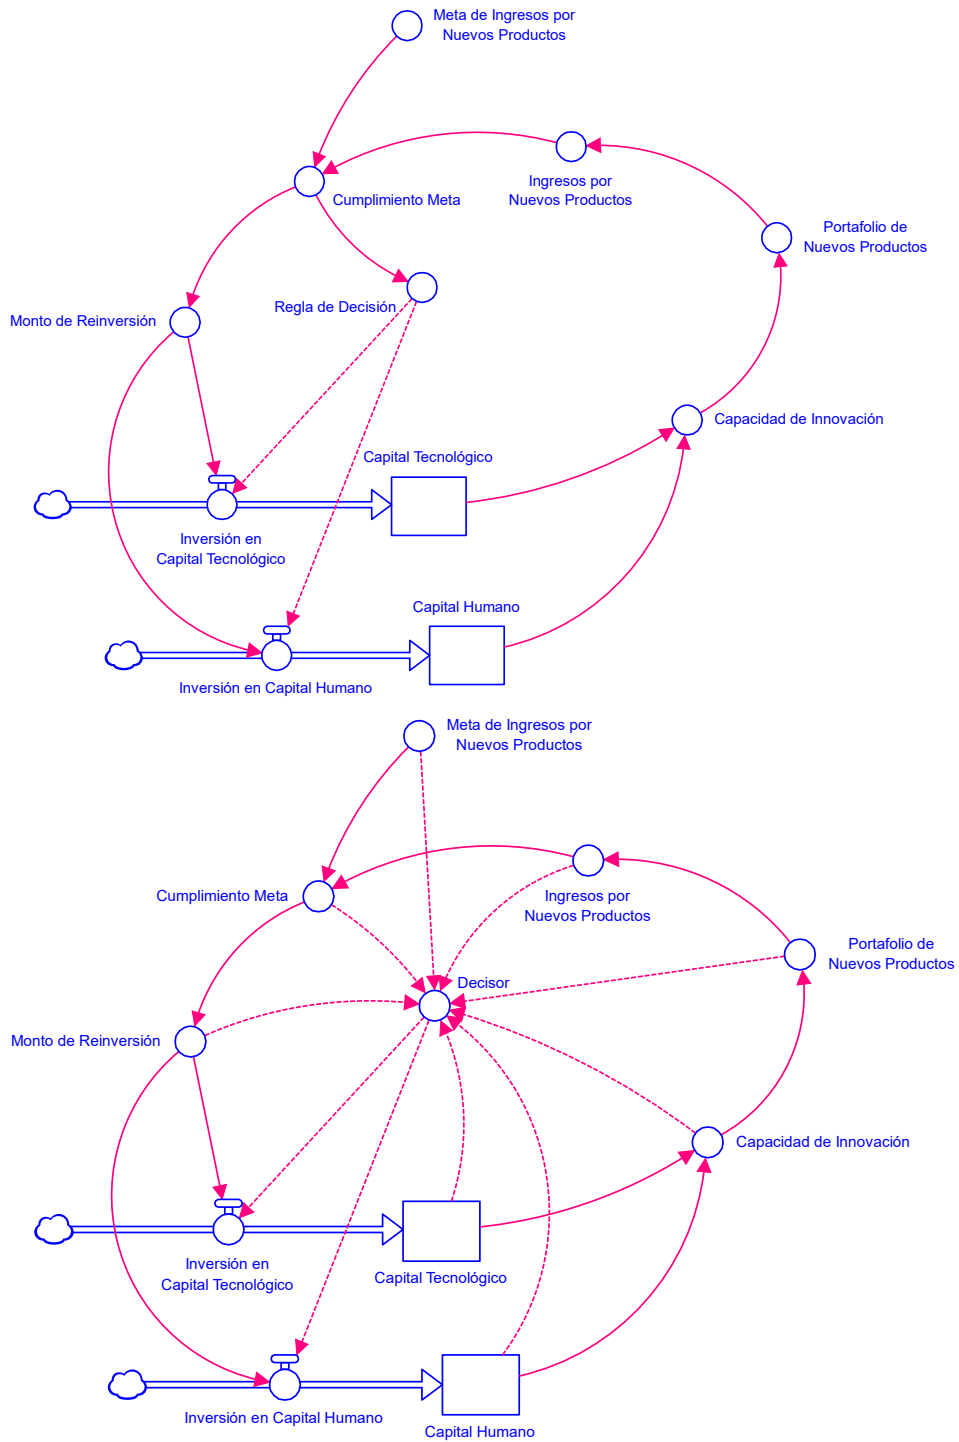 Meta de Ingresos por
Nuevos Productos
Ingresos por
Nuevos Productos
Cumplimiento Meta
Portafolio de
Nuevos Productos
Regla de Decisión
Monto de Reinversión
Capacidad de Innovación
Capital Tecnológico
Inversión en
Capital Tecnológico
Capital Humano
Inversión en Capital Humano
Meta de Ingresos por
Nuevos Productos
Cumplimiento Meta
Ingresos por
Nuevos Productos
Portafolio de
Nuevos Productos
Decisor
Monto de Reinversión
Capacidad de Innovación
Inversión en
Capital Tecnológico
Capital Tecnológico
Inversión en Capital Humano
Capital Humano